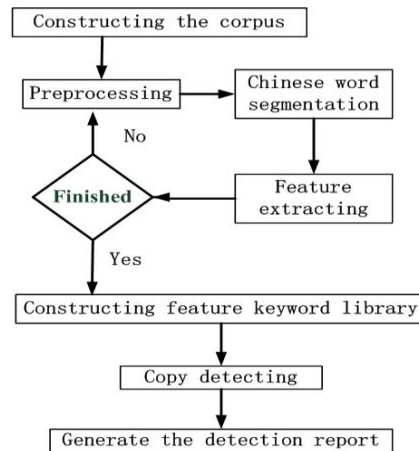 Constructing the corpus
Preprocessing
Chinese word
segmentation
No
Finished
Feature
extracting
Yes
Constructing feature keyword library
Copy detecting
Generate the detection report